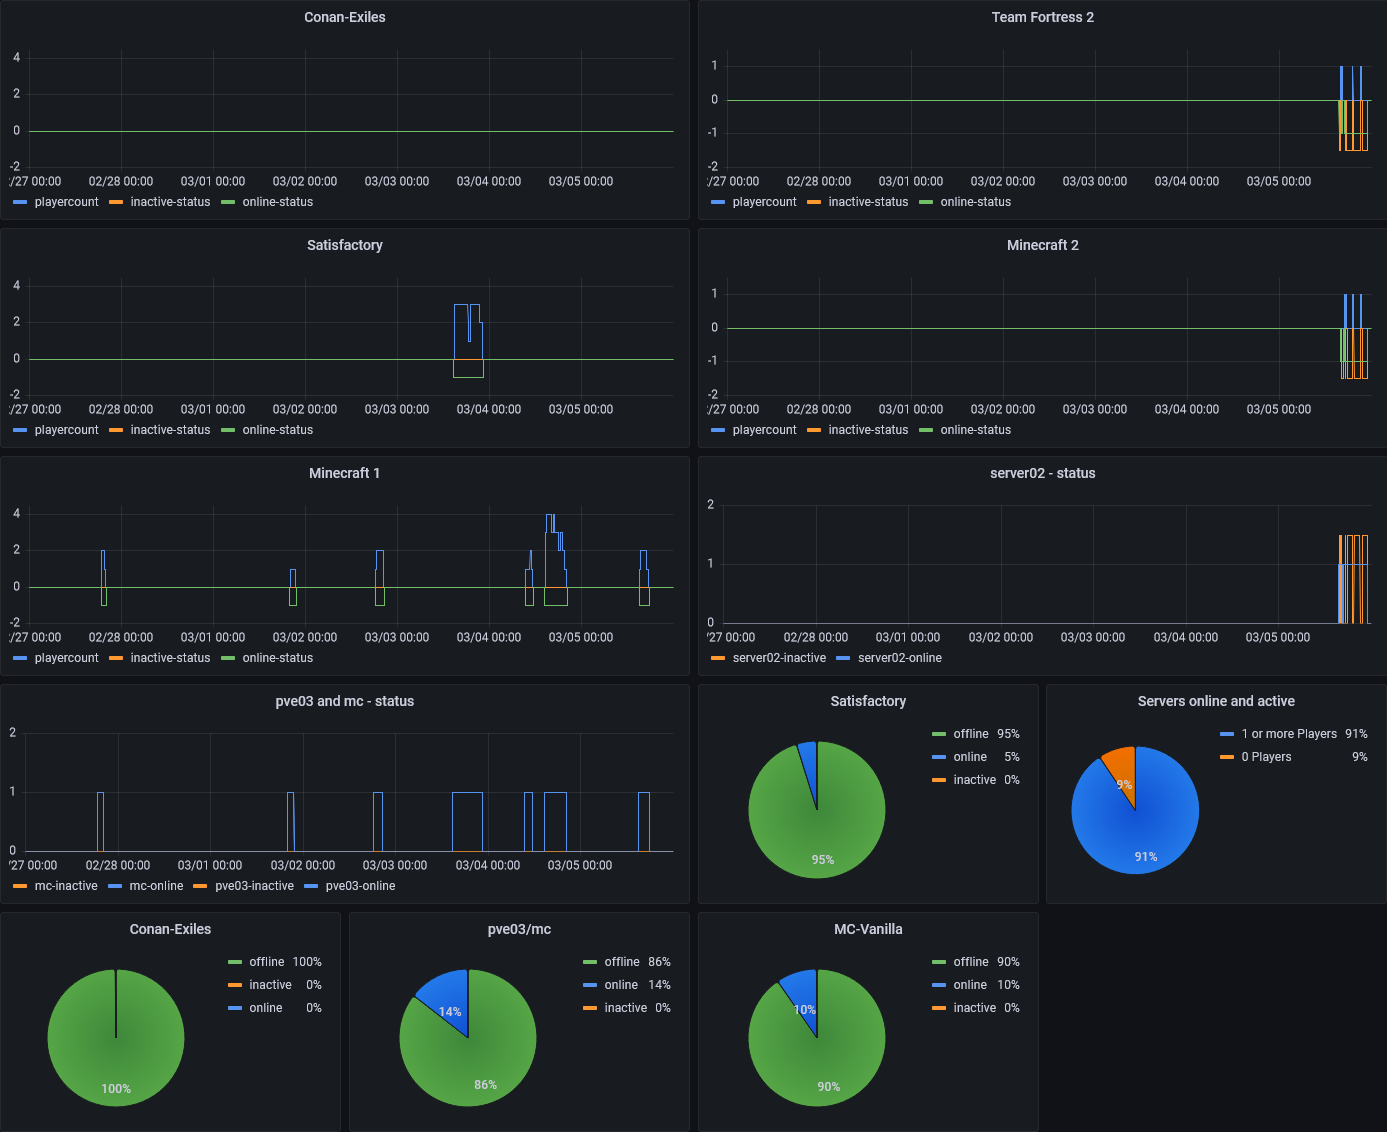 Conan-Exiles
4
2
0
-2
/27 00:00 02/28 00:00 03/01 00:00 03/02 00:00 03/03 00:00 03/04 00:00 03/05 00:00
playercount inactive-status online-status
Team Fortress 2
1
0
-1
-2
/27 00:00 02/28 00:00 03/01 00:00 03/02 00:00 03/03 00:00 03/04 00:00 03/05 00:00
playercount inactive-status online-status
Satisfactory
4
2
0
-2
/27 00:00 02/28 00:00 03/01 00:00 03/02 00:00 03/03 00:00 03/04 00:00 03/05 00:00
playercount inactive-status online-status
Minecraft 2
1
0
-1
-2
/27 00:00 02/28 00:00 03/01 00:00 03/02 00:00 03/03 00:00 03/04 00:00 03/05 00:00
playercount inactive-status online-status
Minecraft 1
4
2
0
-2
/27 00:00 02/28 00:00 03/01 00:00 03/02 00:00 03/03 00:00 03/04 00:00 03/05 00:00
playercount inactive-status online-status
server02 - status
2
1
0
/27 00:00 02/28 00:00 03/01 00:00 03/02 00:00 03/03 00:00 03/04 00:00 03/05 00:00
server02-inactive server02-online
pve03 and mc - status
2
1
0
/27 00:00 02/28 00:00 03/01 00:00 03/02 00:00 03/03 00:00 03/04 00:00 03/05 00:00
mc-inactive mc-online pve03-inactive pve03-online
Satisfactory
offline 95%
online 5%
inactive 0%
95%
Servers online and active
1 or more Players 91%
0 Players 9%
9%
91%
Conan-Exiles
offline 100%
inactive 0%
online 0%
100%
pve03/mc
offline 86%
online 14%
inactive 0%
14%
86%
MC-Vanilla
offline 90%
online 10%
inactive 0%
10%
90%